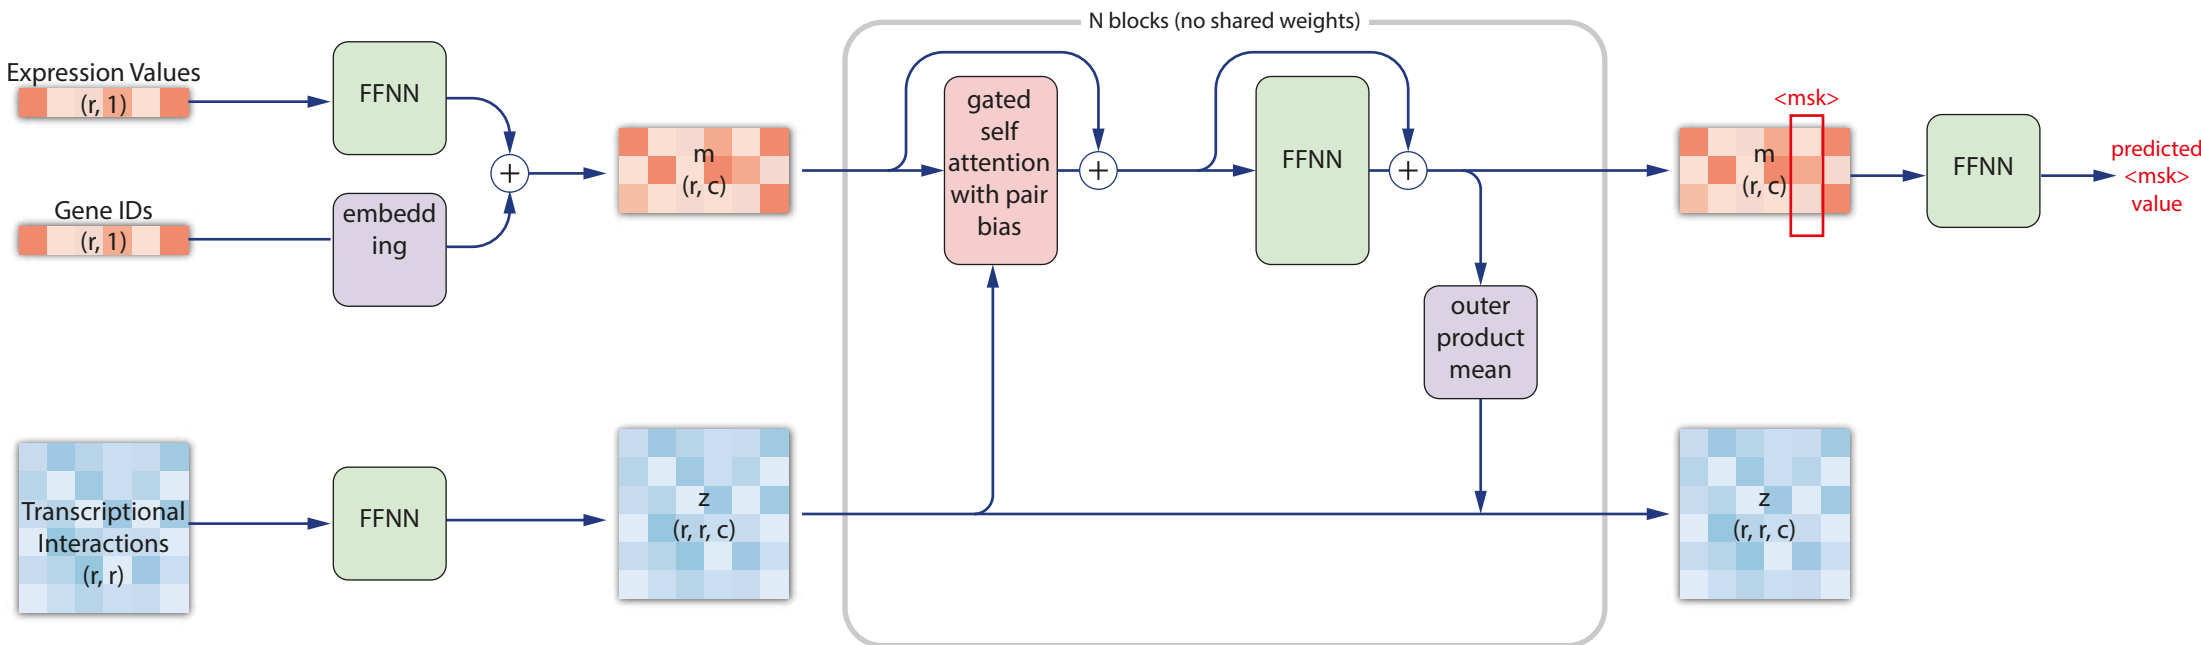 N blocks (no shared weights)
Expression Values
(r, 1)
FFNN
Gene IDs
(r, 1)
embedd
ing
+
m
(r, c)
gated
self
attention
with pair
bias
+
FFNN
+
outer
product
mean
<msk>
m
(r, c)
FFNN
predicted
<msk>
value
Transcriptional
Interactions
(r, r)
FFNN
z
(r, r, c)
z
(r, r, c)